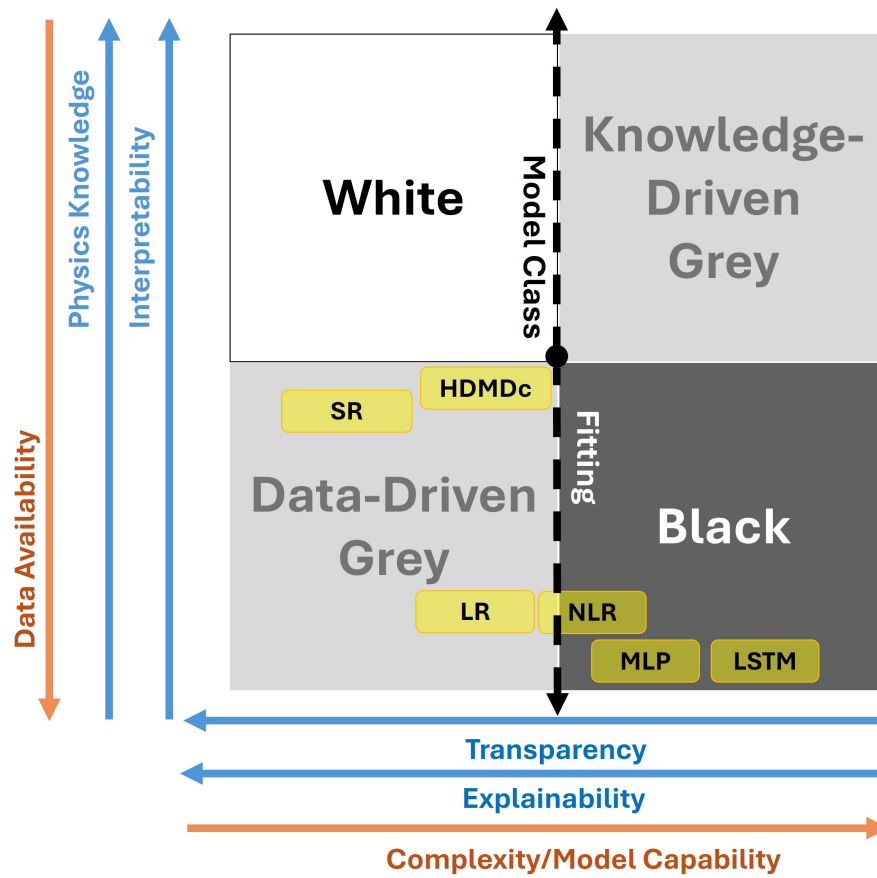 Physics Knowledge
Interpretability
Data Availability
White
Model Class
Knowledge-
Driven
Grey
SR
HDMDc
Fitting
Data-Driven
Grey
Black
LR
NLR
MLP
LSTM
Transparency
Explainability
Complexity/Model Capability